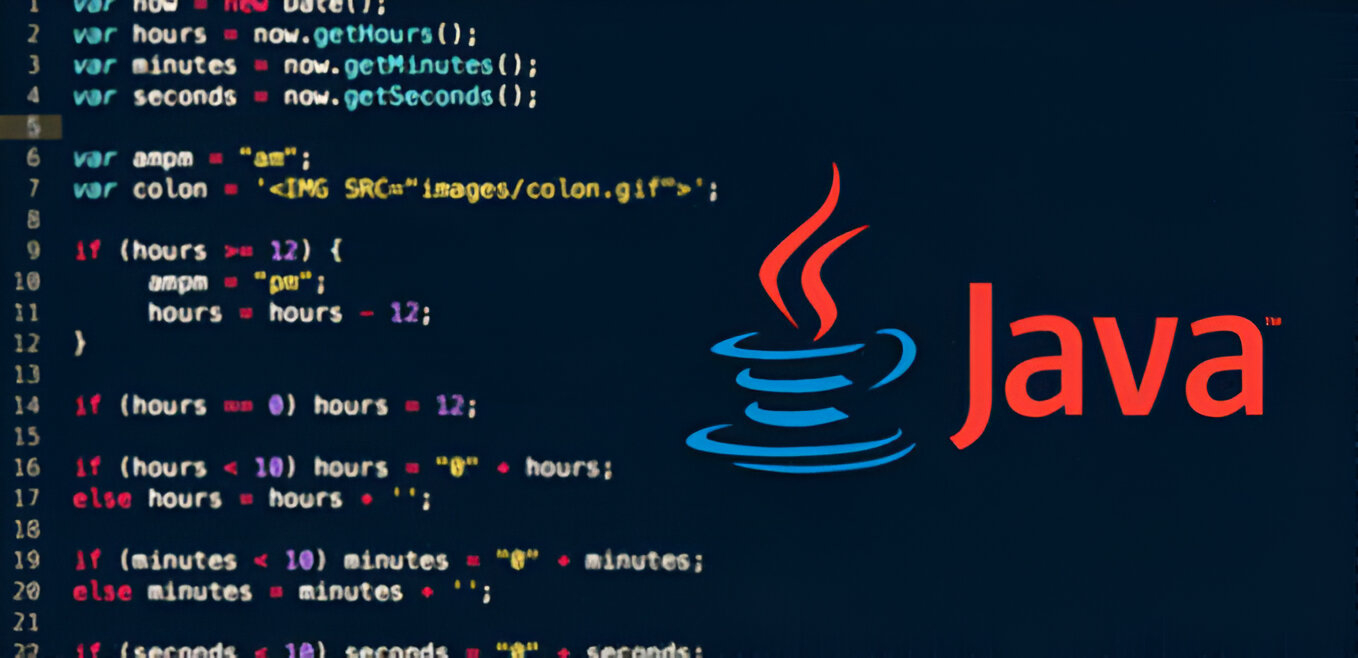 1 var now = new Date();
2 var hours = now.getHours();
3 var minutes = now.getMinutes();
4 var seconds = now.getSeconds();
5
6 var ampm = "am";
7 var colon = '<IMG SRC="images/colon.gif">';
8
9 if (hours >= 12) {
10 ampm = "pm";
11 hours = hours - 12;
12 }
13
14 if (hours == 0) hours = 12;
15
16 if (hours < 10) hours = "0" + hours;
17 else hours = hours + '';
18
19 if (minutes < 10) minutes = "0" + minutes;
20 else minutes = minutes + '';
21
22 if (seconds < 10) seconds = "0" + seconds;
Java™